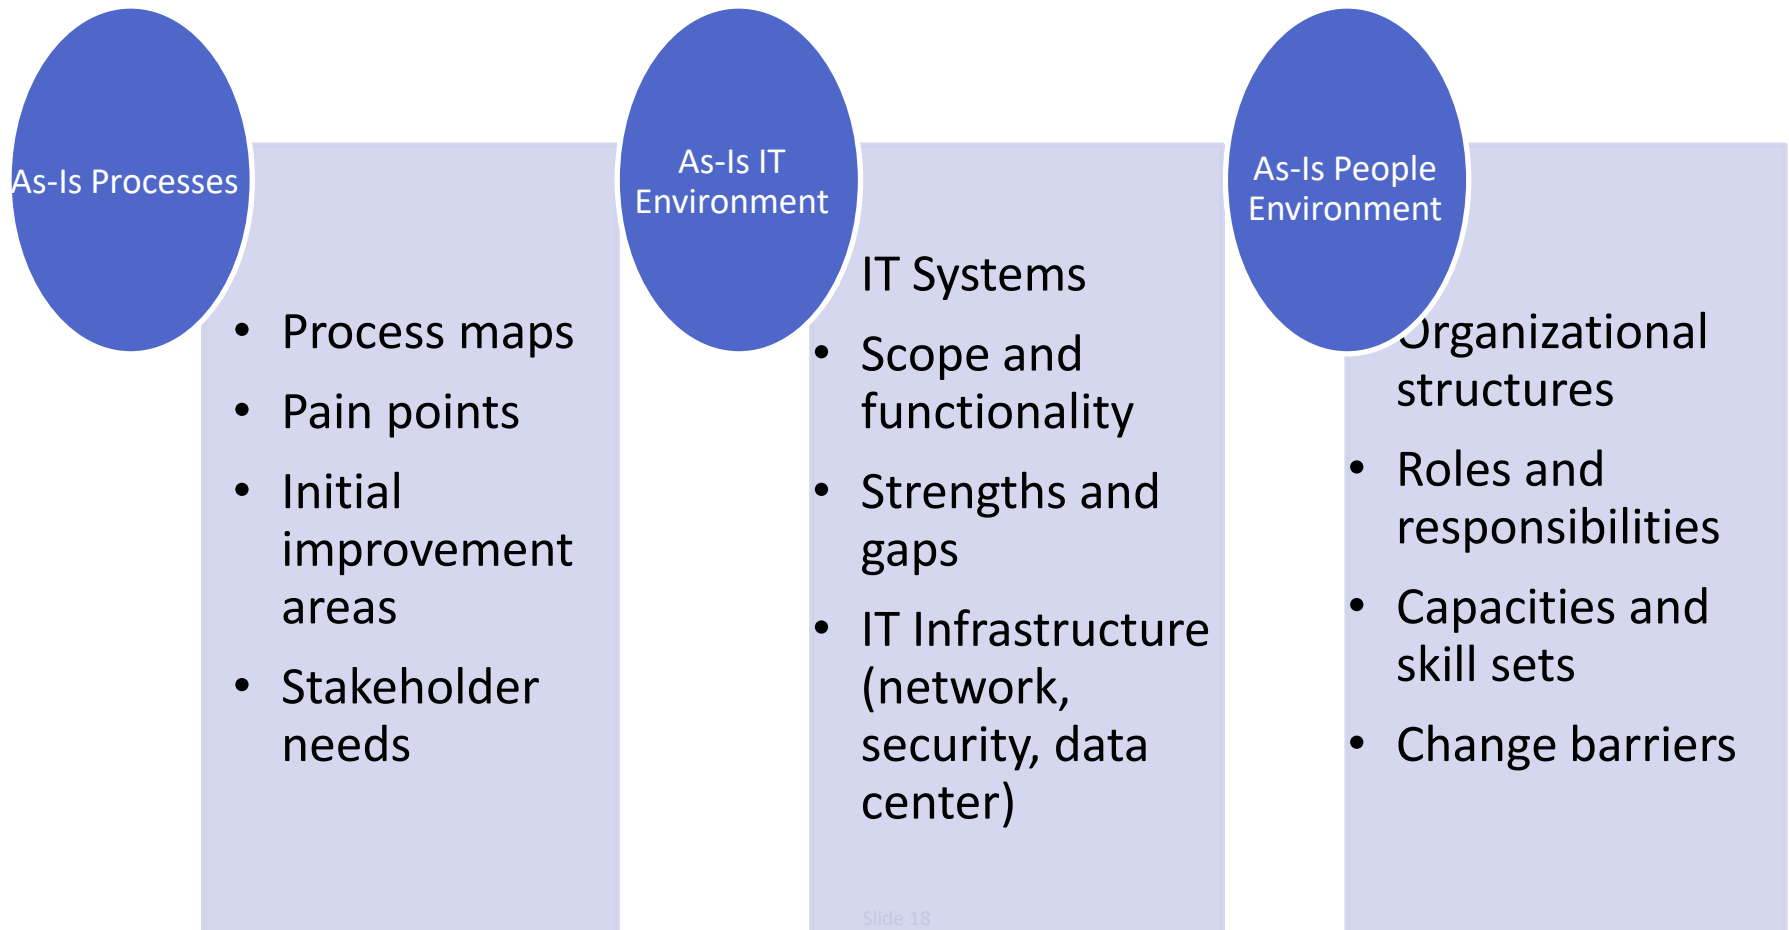 As-Is Processes
• Process maps
• Pain points
• Initial
improvement
areas
• Stakeholder
needs
As-Is IT
Environment
IT Systems
• Scope and
functionality
• Strengths and
gaps
• IT Infrastructure
(network,
security, data
center)
As-Is People
Environment
Organizational
structures
• Roles and
responsibilities
• Capacities and
skill sets
• Change barriers
Slide 18